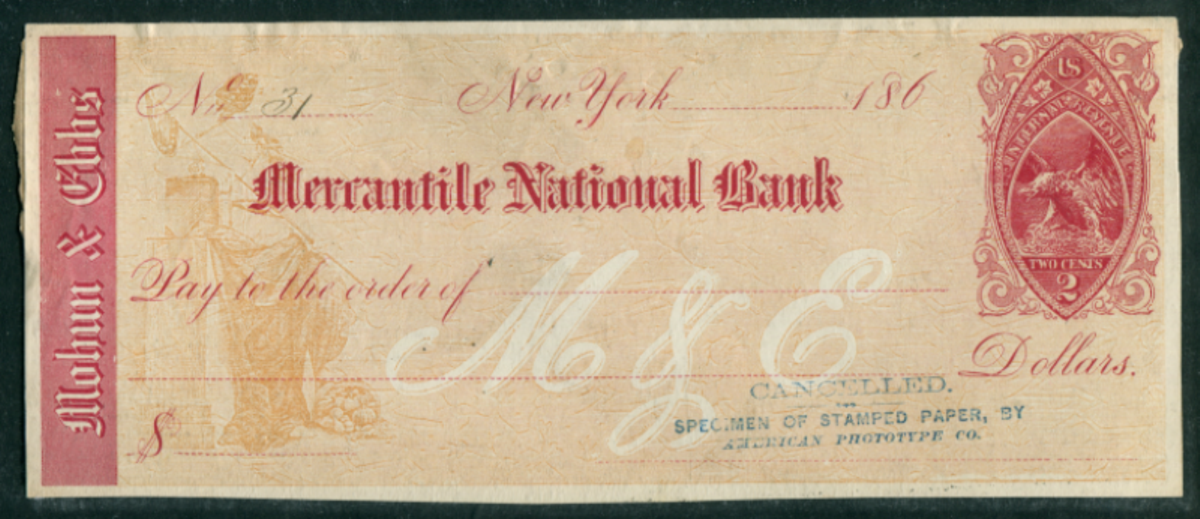 Mohun & Ebbs
No 31 New York 186
Mercantile National Bank
Pay to the order of
M & E
Dollars.
$
US
INTERNAL REVENUE
TWO CENTS
2
CANCELLED.
SPECIMEN OF STAMPED PAPER, BY
AMERICAN PHOTOTYPE CO.